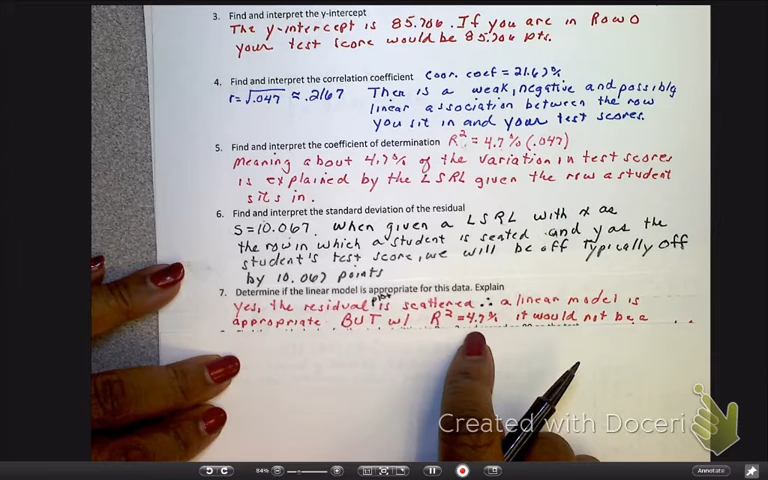 3. Find and interpret the y-intercept
The y-intercept is 85.706. If you are in Row 0
your test score would be 85.706 pts.
4. Find and interpret the correlation coefficient Coor. coef = 21.67%
r=√.047 ≈ .2167 Then is a weak, negative and possibly
linear association between the row
you sit in and your test scores.
5. Find and interpret the coefficient of determination R² = 4.7% (.047)
meaning about 4.7% of the variation in test scores
is explained by the LSRL given the row a student
sits in.
6. Find and interpret the standard deviation of the residual
S=10.067. When given a LSRL with x as
the row in which a student is seated and y as the
student's test score, we will be off typically off
by 10.067 points
7. Determine if the linear model is appropriate for this data. Explain
Yes, the residual plot is scattered ∴ a linear model is
appropriate BUT w/ R² = 4.7% it would not be a
Created with Doceri
84%
Annotate